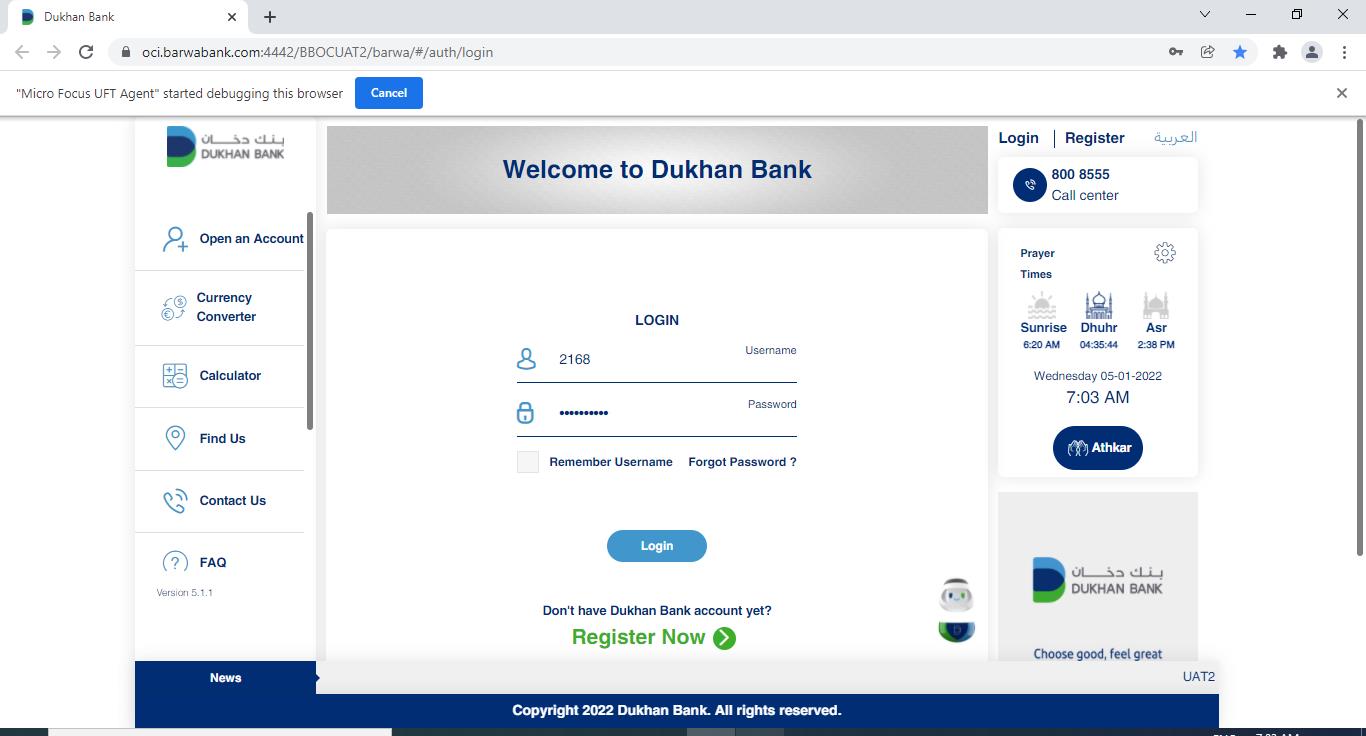 Dukhan Bank
oci.barwabank.com:4442/BBOCUAT2/barwa/#/auth/login
"Micro Focus UFT Agent" started debugging this browser
Cancel
بنك دخــان
DUKHAN BANK
Open an Account
Currency
Converter
Calculator
Find Us
Contact Us
FAQ
Version 5.1.1
Welcome to Dukhan Bank
LOGIN
Username
2168
Password
••••••••••
Remember Username
Forgot Password ?
Login
Don't have Dukhan Bank account yet?
Register Now
Login
Register
العربية
800 8555
Call center
Prayer
Times
Sunrise Dhuhr Asr
6:20 AM 04:35:44 2:38 PM
Wednesday 05-01-2022
7:03 AM
Athkar
بنك دخــان
DUKHAN BANK
Choose good, feel great
News
UAT2
Copyright 2022 Dukhan Bank. All rights reserved.